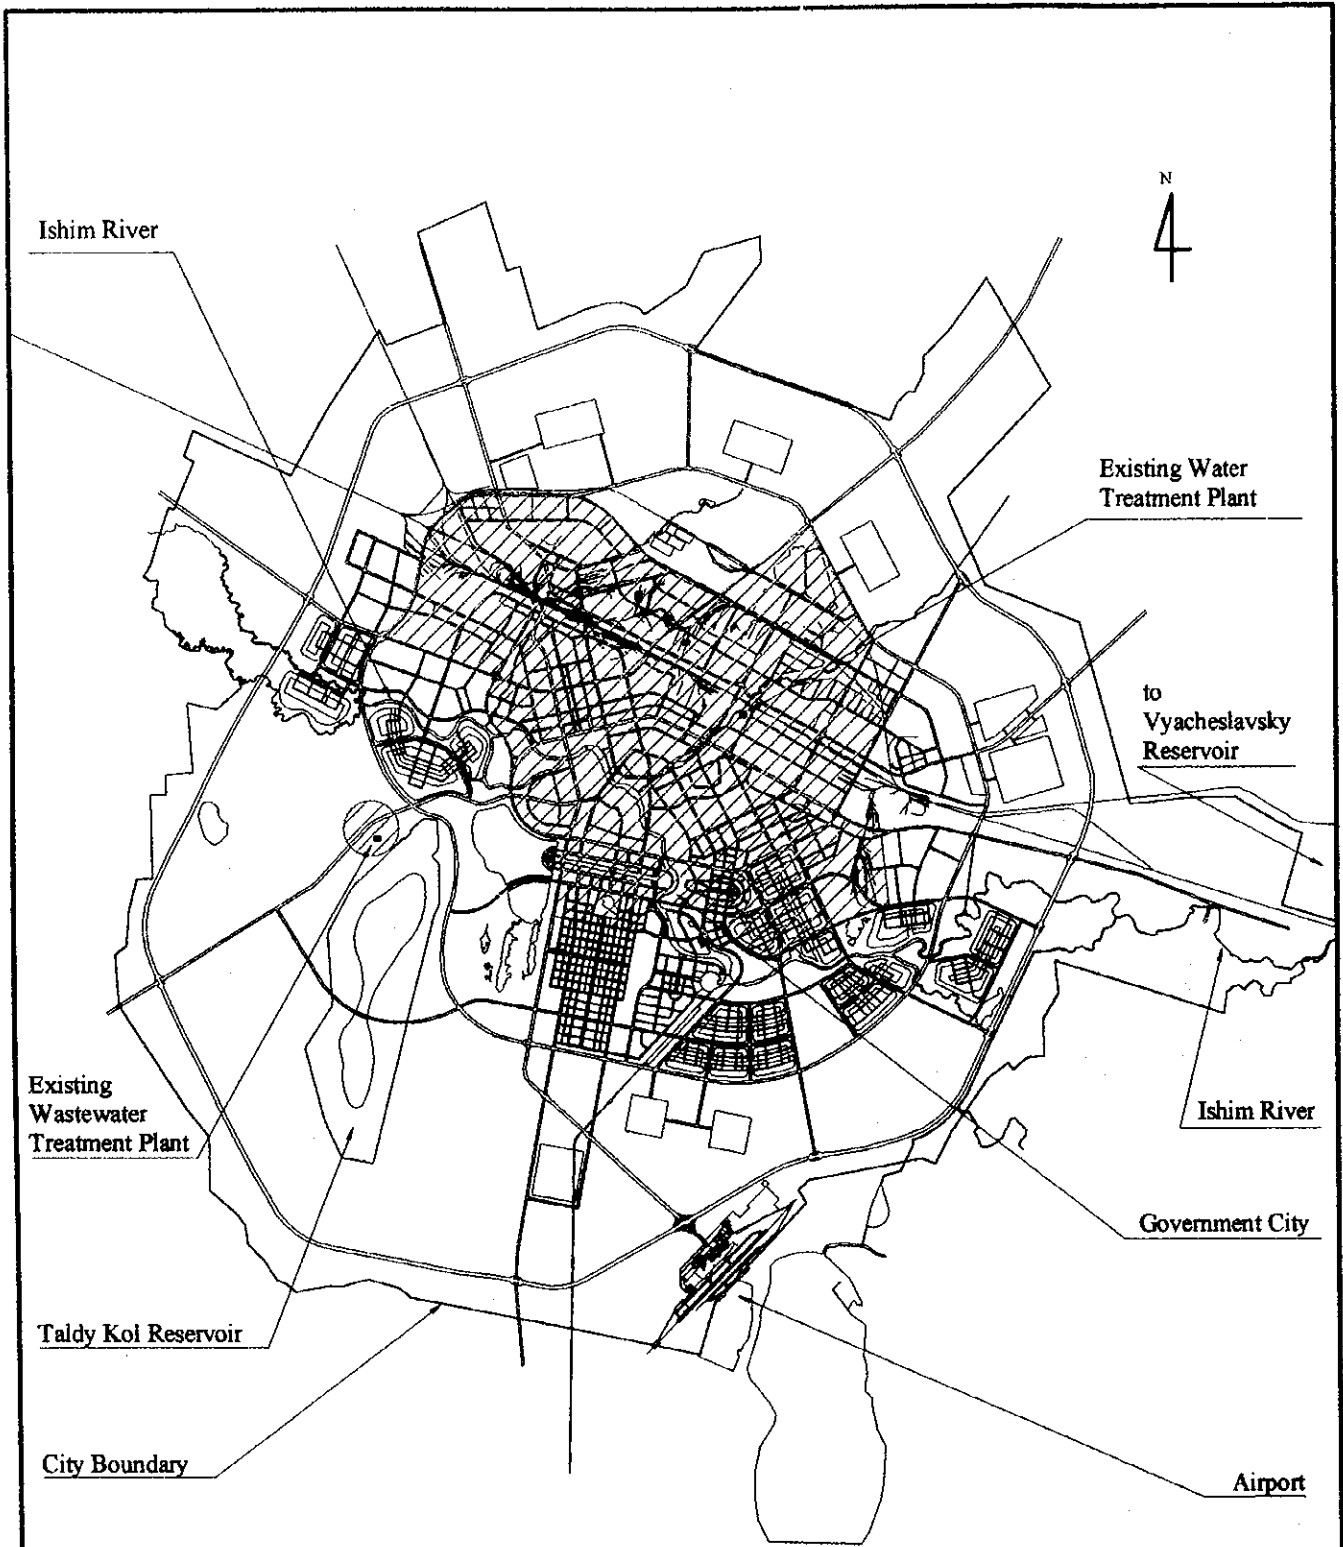 N
Ishim River
Existing Water
Treatment Plant
to
Vyacheslavsky
Reservoir
Existing
Wastewater
Treatment Plant
Ishim River
Government City
Taldy Kol Reservoir
City Boundary
Airport